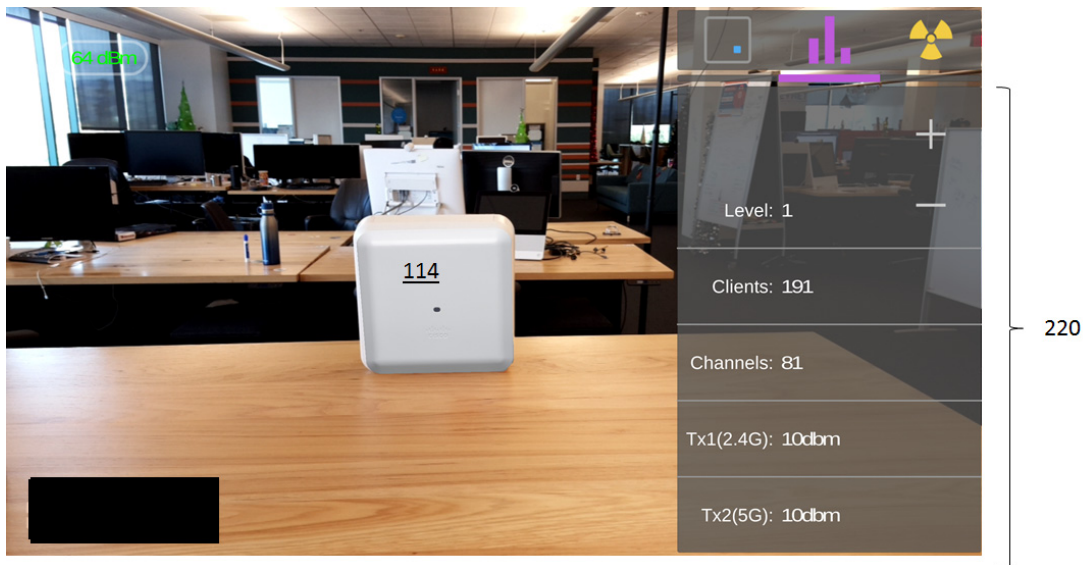 64 dBm
114
Level: 1
Clients: 191
Channels: 81
Tx1(2.4G): 10dbm
Tx2(5G): 10dbm
220